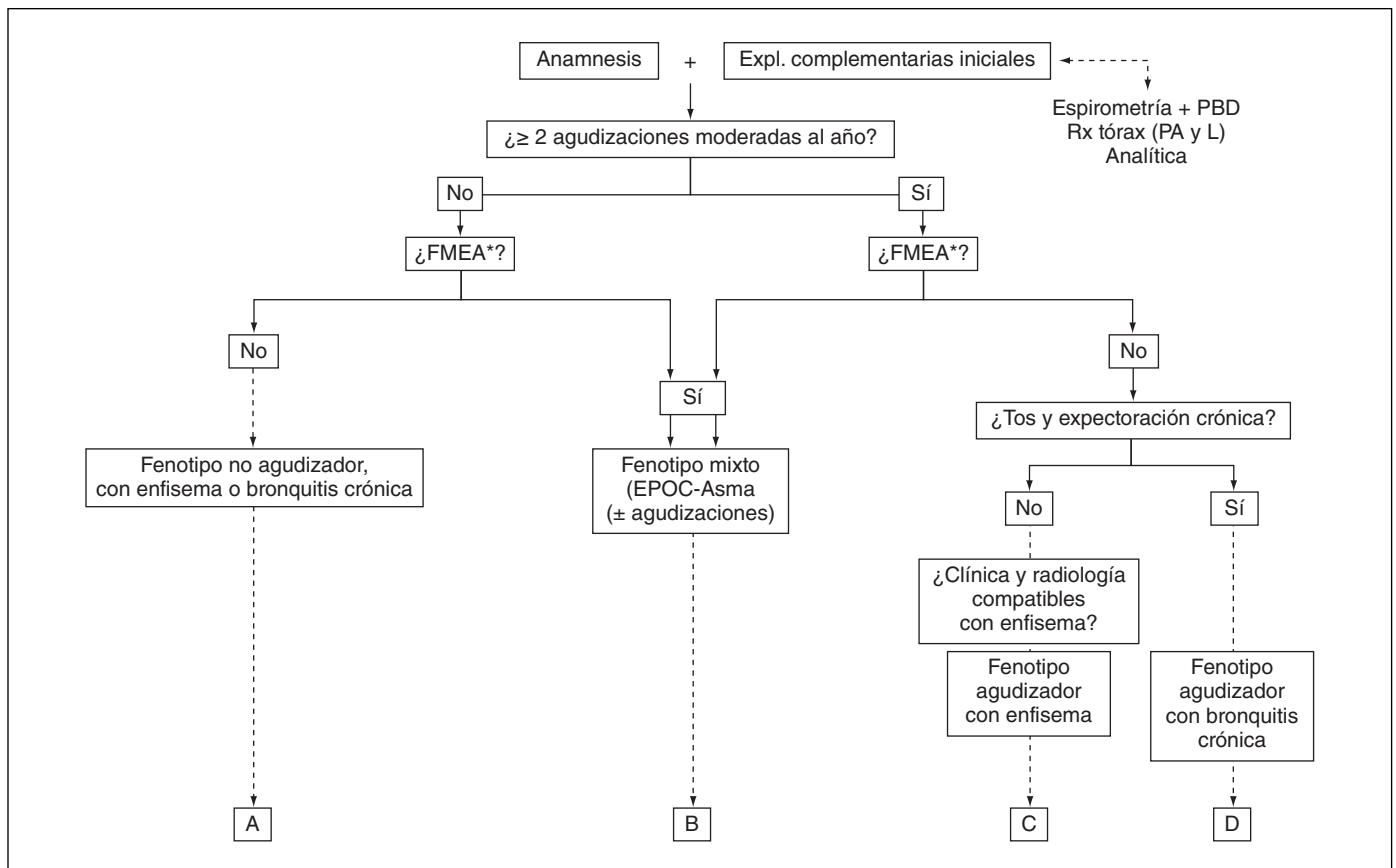 Anamnesis
+
Expl. complementarias iniciales
Espirometría + PBD
Rx tórax (PA y L)
Analítica
¿≥ 2 agudizaciones moderadas al año?
No
Sí
¿FMEA*?
¿FMEA*?
No
Sí
No
¿Tos y expectoración crónica?
Fenotipo no agudizador,
con enfisema o bronquitis crónica
Fenotipo mixto
(EPOC-Asma
(± agudizaciones)
No
Sí
¿Clínica y radiología
compatibles
con enfisema?
Fenotipo
agudizador
con enfisema
Fenotipo
agudizador
con bronquitis
crónica
A
B
C
D